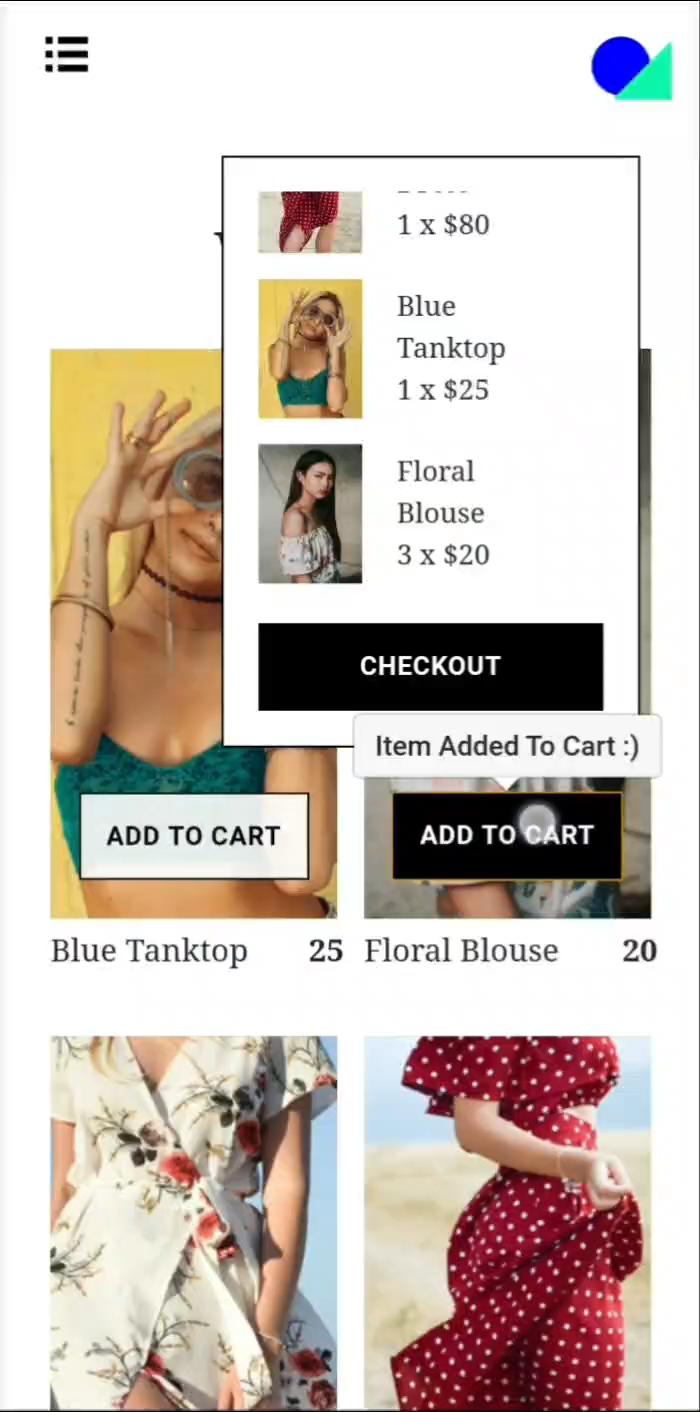 1 x $80
Blue
Tanktop
1 x $25
Floral
Blouse
3 x $20
CHECKOUT
Item Added To Cart :)
ADD TO CART
ADD TO CART
Blue Tanktop 25
Floral Blouse 20